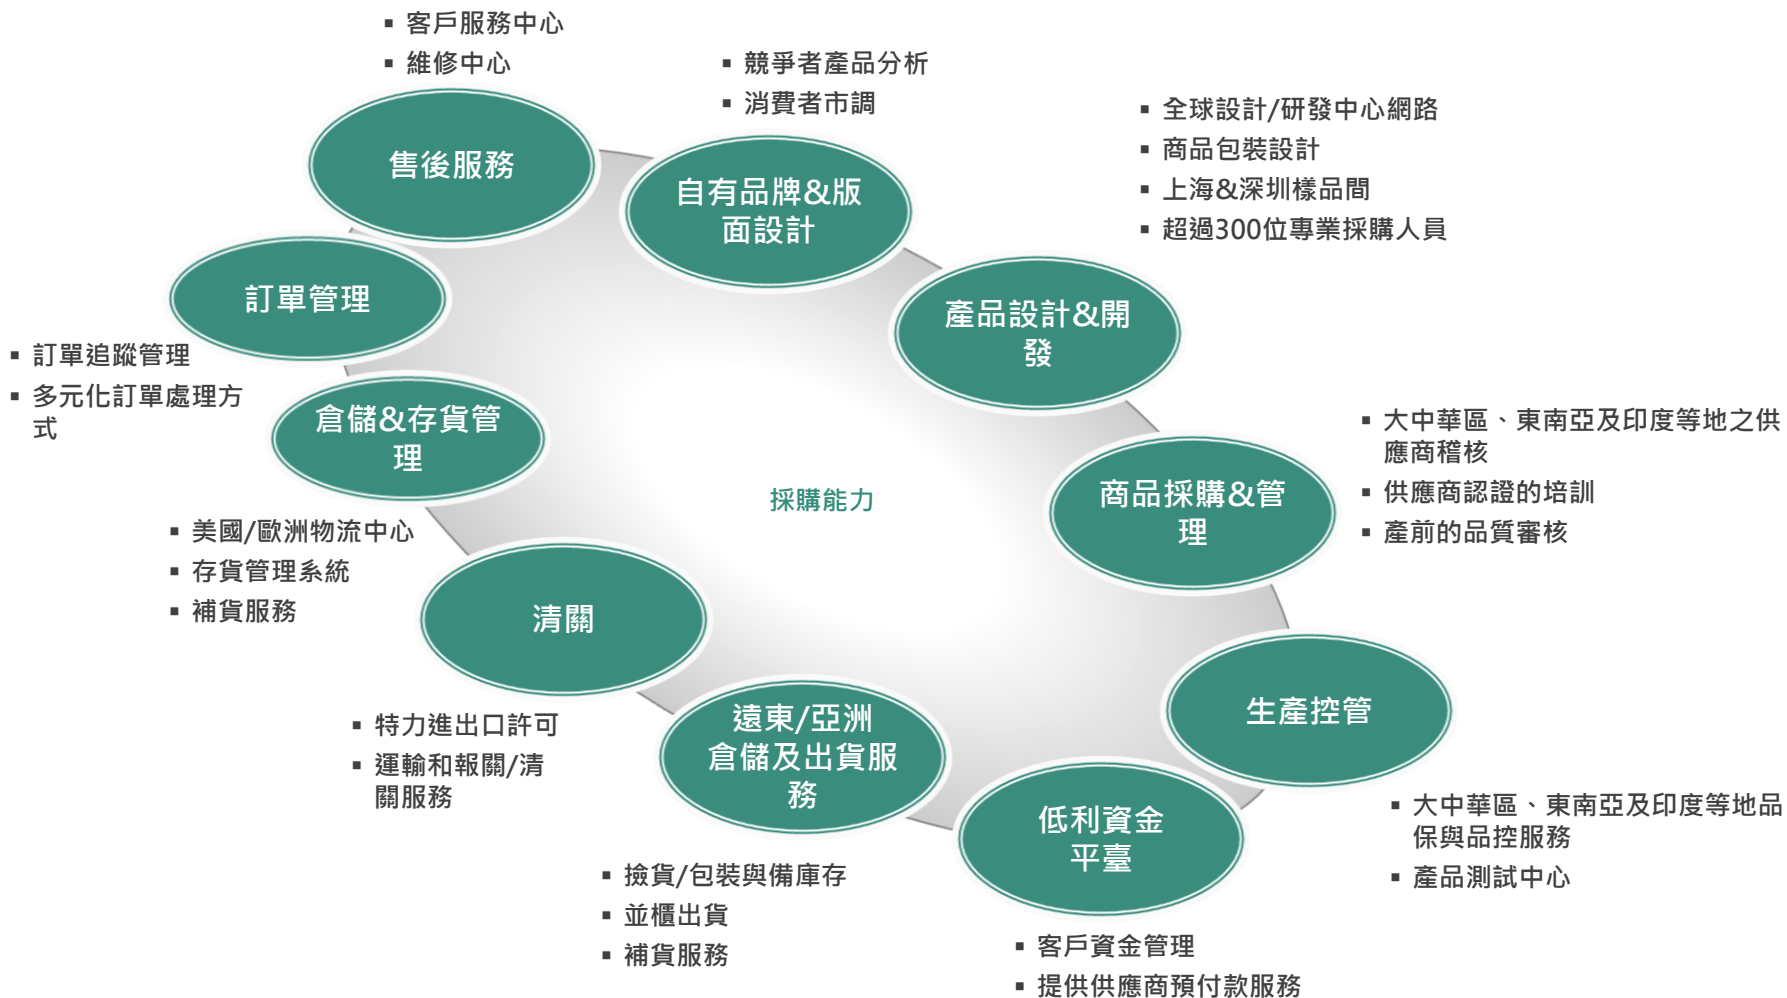 ▪ 客戶服務中心
▪ 維修中心
售後服務
▪ 競爭者產品分析
▪ 消費者市調
自有品牌&版
面設計
▪ 全球設計/研發中心網路
▪ 商品包裝設計
▪ 上海&深圳樣品間
▪ 超過300位專業採購人員
產品設計&開
發
▪ 大中華區、東南亞及印度等地之供
應商稽核
▪ 供應商認證的培訓
▪ 產前的品質審核
商品採購&管
理
生產控管
▪ 大中華區、東南亞及印度等地品
保與品控服務
▪ 產品測試中心
低利資金
平臺
▪ 客戶資金管理
▪ 提供供應商預付款服務
遠東/亞洲
倉儲及出貨服
務
▪ 撿貨/包裝與備庫存
▪ 並櫃出貨
▪ 補貨服務
清關
▪ 特力進出口許可
▪ 運輸和報關/清
關服務
倉儲&存貨管
理
▪ 美國/歐洲物流中心
▪ 存貨管理系統
▪ 補貨服務
訂單管理
▪ 訂單追蹤管理
▪ 多元化訂單處理方
式
採購能力